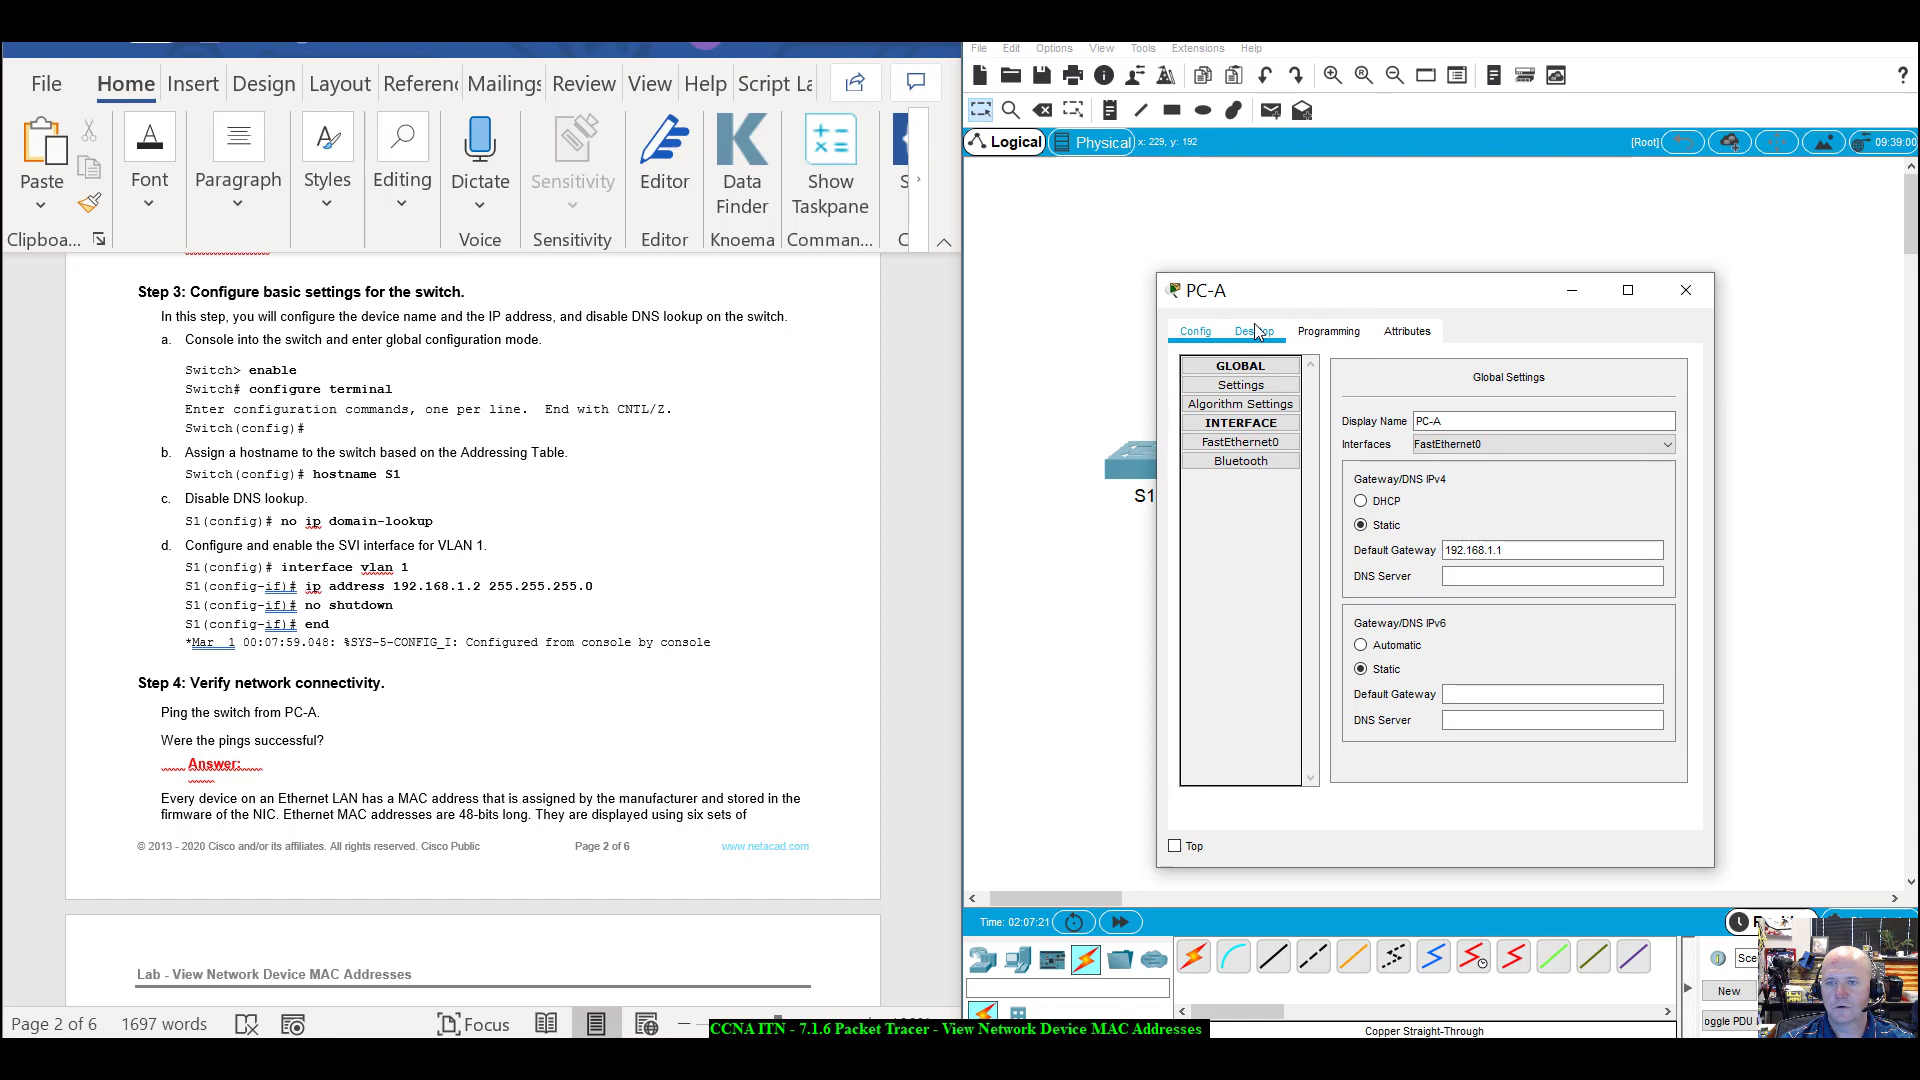 File
Home
Insert
Design
Layout
Referenc
Mailings
Review
View
Help
Script La
Paste
Font
Paragraph
Styles
Editing
Dictate
Sensitivity
Editor
Data
Finder
Show
Taskpane
Clipboa...
Voice
Sensitivity
Editor
Knoema
Comman...
Step 3: Configure basic settings for the switch.
In this step, you will configure the device name and the IP address, and disable DNS lookup on the switch.
a. Console into the switch and enter global configuration mode.
Switch> enable
Switch# configure terminal
Enter configuration commands, one per line. End with CNTL/Z.
Switch(config)#
b. Assign a hostname to the switch based on the Addressing Table.
Switch(config)# hostname S1
c. Disable DNS lookup.
S1(config)# no ip domain-lookup
d. Configure and enable the SVI interface for VLAN 1.
S1(config)# interface vlan 1
S1(config-if)# ip address 192.168.1.2 255.255.255.0
S1(config-if)# no shutdown
S1(config-if)# end
*Mar 1 00:07:59.048: %SYS-5-CONFIG_I: Configured from console by console
Step 4: Verify network connectivity.
Ping the switch from PC-A.
Were the pings successful?
Answer:
Every device on an Ethernet LAN has a MAC address that is assigned by the manufacturer and stored in the
firmware of the NIC. Ethernet MAC addresses are 48-bits long. They are displayed using six sets of
© 2013 - 2020 Cisco and/or its affiliates. All rights reserved. Cisco Public
Page 2 of 6
www.netacad.com
Lab - View Network Device MAC Addresses
Page 2 of 6
1697 words
Focus
CCNA ITN - 7.1.6 Packet Tracer - View Network Device MAC Addresses
File
Edit
Options
View
Tools
Extensions
Help
Logical
Physical
x: 229, y: 192
[Root]
09:39:00
S1
PC-A
Config
Desktop
Programming
Attributes
GLOBAL
Settings
Algorithm Settings
INTERFACE
FastEthernet0
Bluetooth
Global Settings
Display Name
PC-A
Interfaces
FastEthernet0
Gateway/DNS IPv4
DHCP
Static
Default Gateway
192.168.1.1
DNS Server
Gateway/DNS IPv6
Automatic
Static
Default Gateway
DNS Server
Top
Time: 02:07:21
Sce
New
oggle PDU
Copper Straight-Through